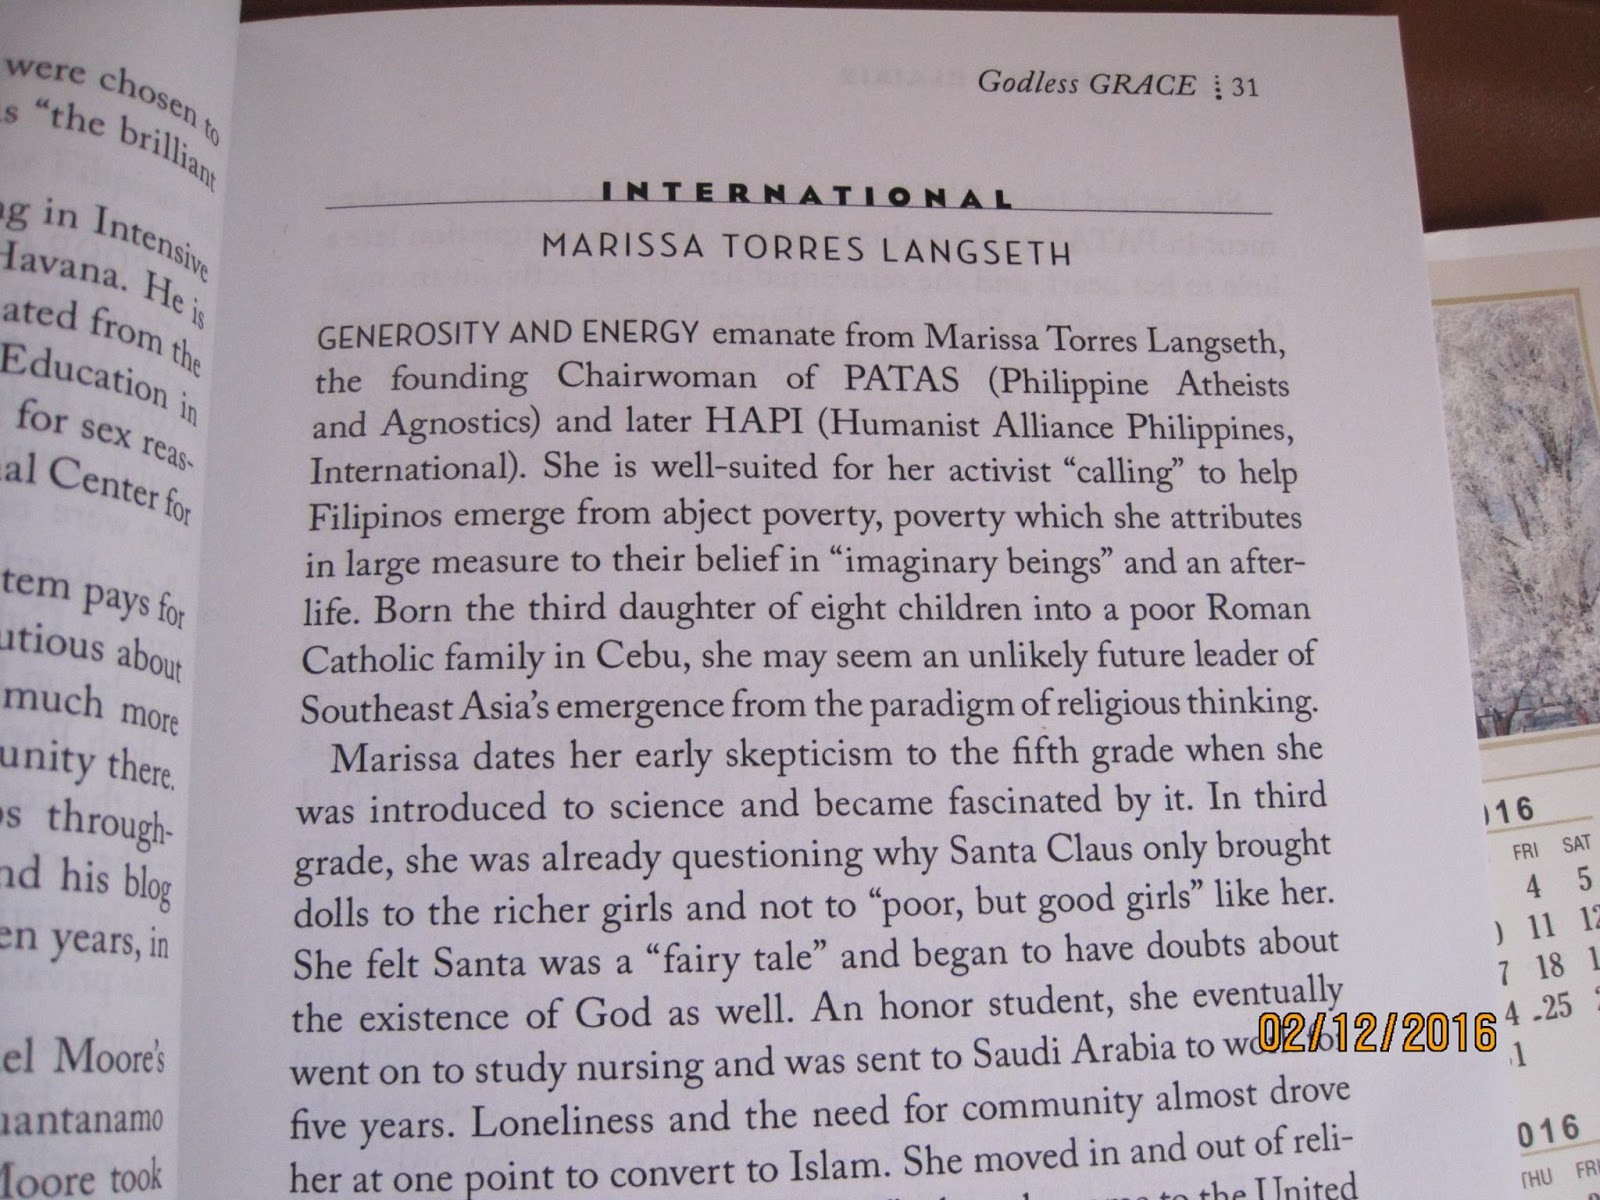 were chosen to
"the brilliant
in Intensive
Havana. He is
ated from the
Education in
for sex reas-
al Center for
tem pays for
utious about
much more
unity there.
through-
his blog
en years, in
el Moore's
uantanamo
Moore took
Godless GRACE 31
INTERNATIONAL
MARISSA TORRES LANGSETH
GENEROSITY AND ENERGY emanate from Marissa Torres Langseth,
the founding Chairwoman of PATAS (Philippine Atheists
and Agnostics) and later HAPI (Humanist Alliance Philippines,
International). She is well-suited for her activist "calling" to help
Filipinos emerge from abject poverty, poverty which she attributes
in large measure to their belief in "imaginary beings" and an after-
life. Born the third daughter of eight children into a poor Roman
Catholic family in Cebu, she may seem an unlikely future leader of
Southeast Asia's emergence from the paradigm of religious thinking.
Marissa dates her early skepticism to the fifth grade when she
was introduced to science and became fascinated by it. In third
grade, she was already questioning why Santa Claus only brought
dolls to the richer girls and not to "poor, but good girls" like her.
She felt Santa was a "fairy tale" and began to have doubts about
the existence of God as well. An honor student, she eventually
went on to study nursing and was sent to Saudi Arabia to work for
five years. Loneliness and the need for community almost drove
her at one point to convert to Islam. She moved in and out of reli-
to the United
016
FRI SAT
4 5
11 12
7 18
4 25
016
THU FRI
02/12/2016